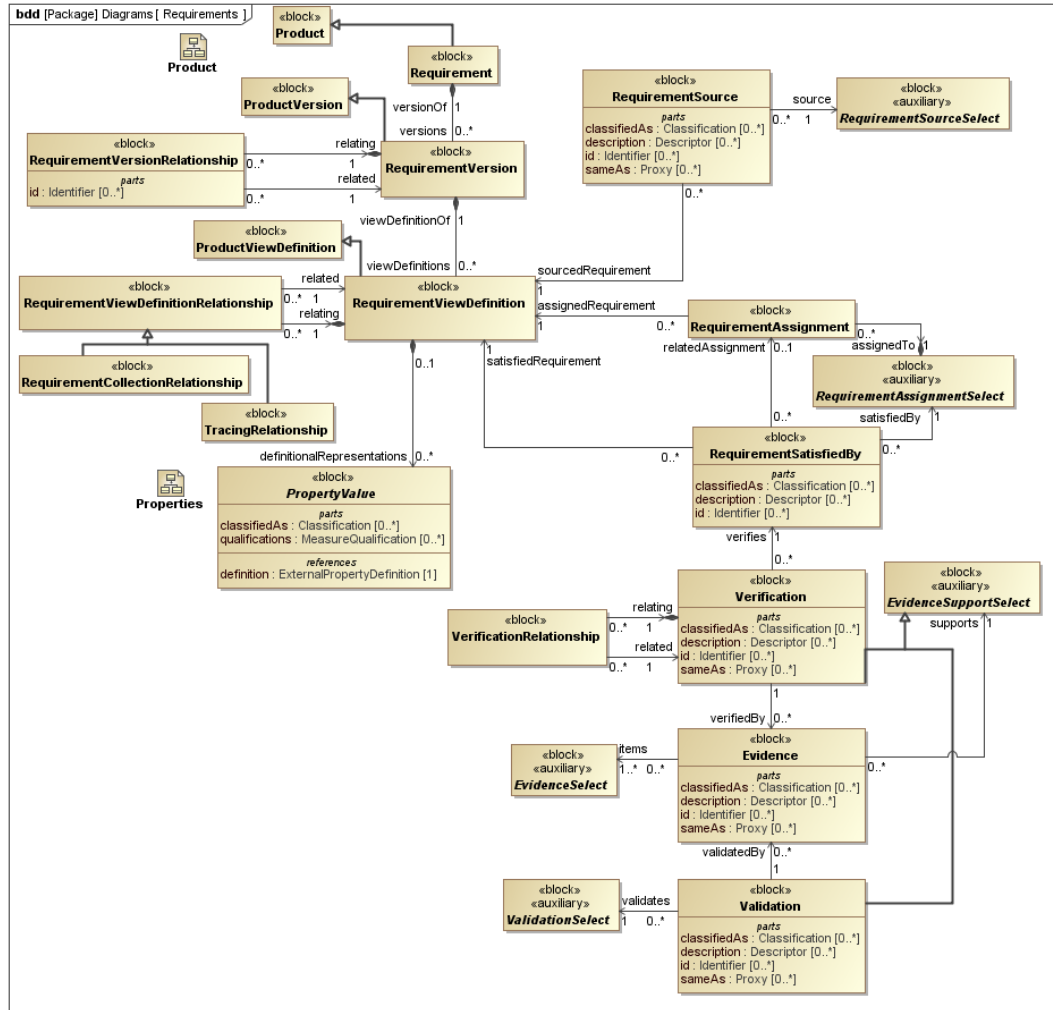 bdd [Package] Diagrams [ Requirements ]
«block»
Product
Product
«block»
Requirement
«block»
ProductVersion
versionOf 1
versions 0..*
«block»
RequirementVersionRelationship
parts
id : Identifier [0..*]
relating
0..* 1
related
0..* 1
«block»
RequirementVersion
«block»
RequirementSource
parts
classifiedAs : Classification [0..*]
description : Descriptor [0..*]
id : Identifier [0..*]
sameAs : Proxy [0..*]
source
0..* 1
«block»
«auxiliary»
RequirementSourceSelect
0..*
viewDefinitionOf 1
viewDefinitions 0..*
«block»
ProductViewDefinition
sourcedRequirement
1
«block»
RequirementViewDefinitionRelationship
related
0..* 1
relating
0..* 1
«block»
RequirementViewDefinition
assignedRequirement
1 0..*
«block»
RequirementAssignment
0..*
assignedTo 1
relatedAssignment 0..1
«block»
«auxiliary»
RequirementAssignmentSelect
1
satisfiedRequirement
0..1
«block»
RequirementCollectionRelationship
«block»
TracingRelationship
satisfiedBy 1
0..*
0..*
0..*
definitionalRepresentations 0..*
«block»
RequirementSatisfiedBy
parts
classifiedAs : Classification [0..*]
description : Descriptor [0..*]
id : Identifier [0..*]
Properties
«block»
PropertyValue
parts
classifiedAs : Classification [0..*]
qualifications : MeasureQualification [0..*]
references
definition : ExternalPropertyDefinition [1]
verifies 1
0..*
«block»
Verification
parts
classifiedAs : Classification [0..*]
description : Descriptor [0..*]
id : Identifier [0..*]
sameAs : Proxy [0..*]
«block»
«auxiliary»
EvidenceSupportSelect
supports 1
«block»
VerificationRelationship
relating
0..* 1
related
0..* 1
1
verifiedBy 0..*
«block»
Evidence
parts
classifiedAs : Classification [0..*]
description : Descriptor [0..*]
id : Identifier [0..*]
sameAs : Proxy [0..*]
0..*
items
1..* 0..*
«block»
«auxiliary»
EvidenceSelect
validatedBy 0..*
1
«block»
«auxiliary»
ValidationSelect
validates
1 0..*
«block»
Validation
parts
classifiedAs : Classification [0..*]
description : Descriptor [0..*]
id : Identifier [0..*]
sameAs : Proxy [0..*]